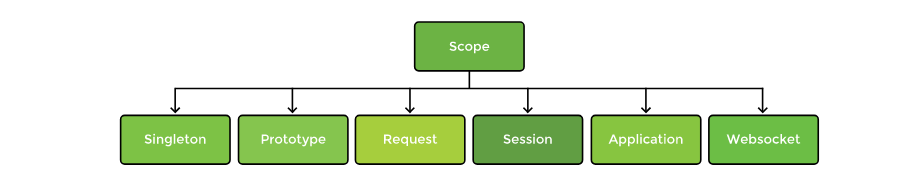 Scope
Singleton
Prototype
Request
Session
Application
Websocket